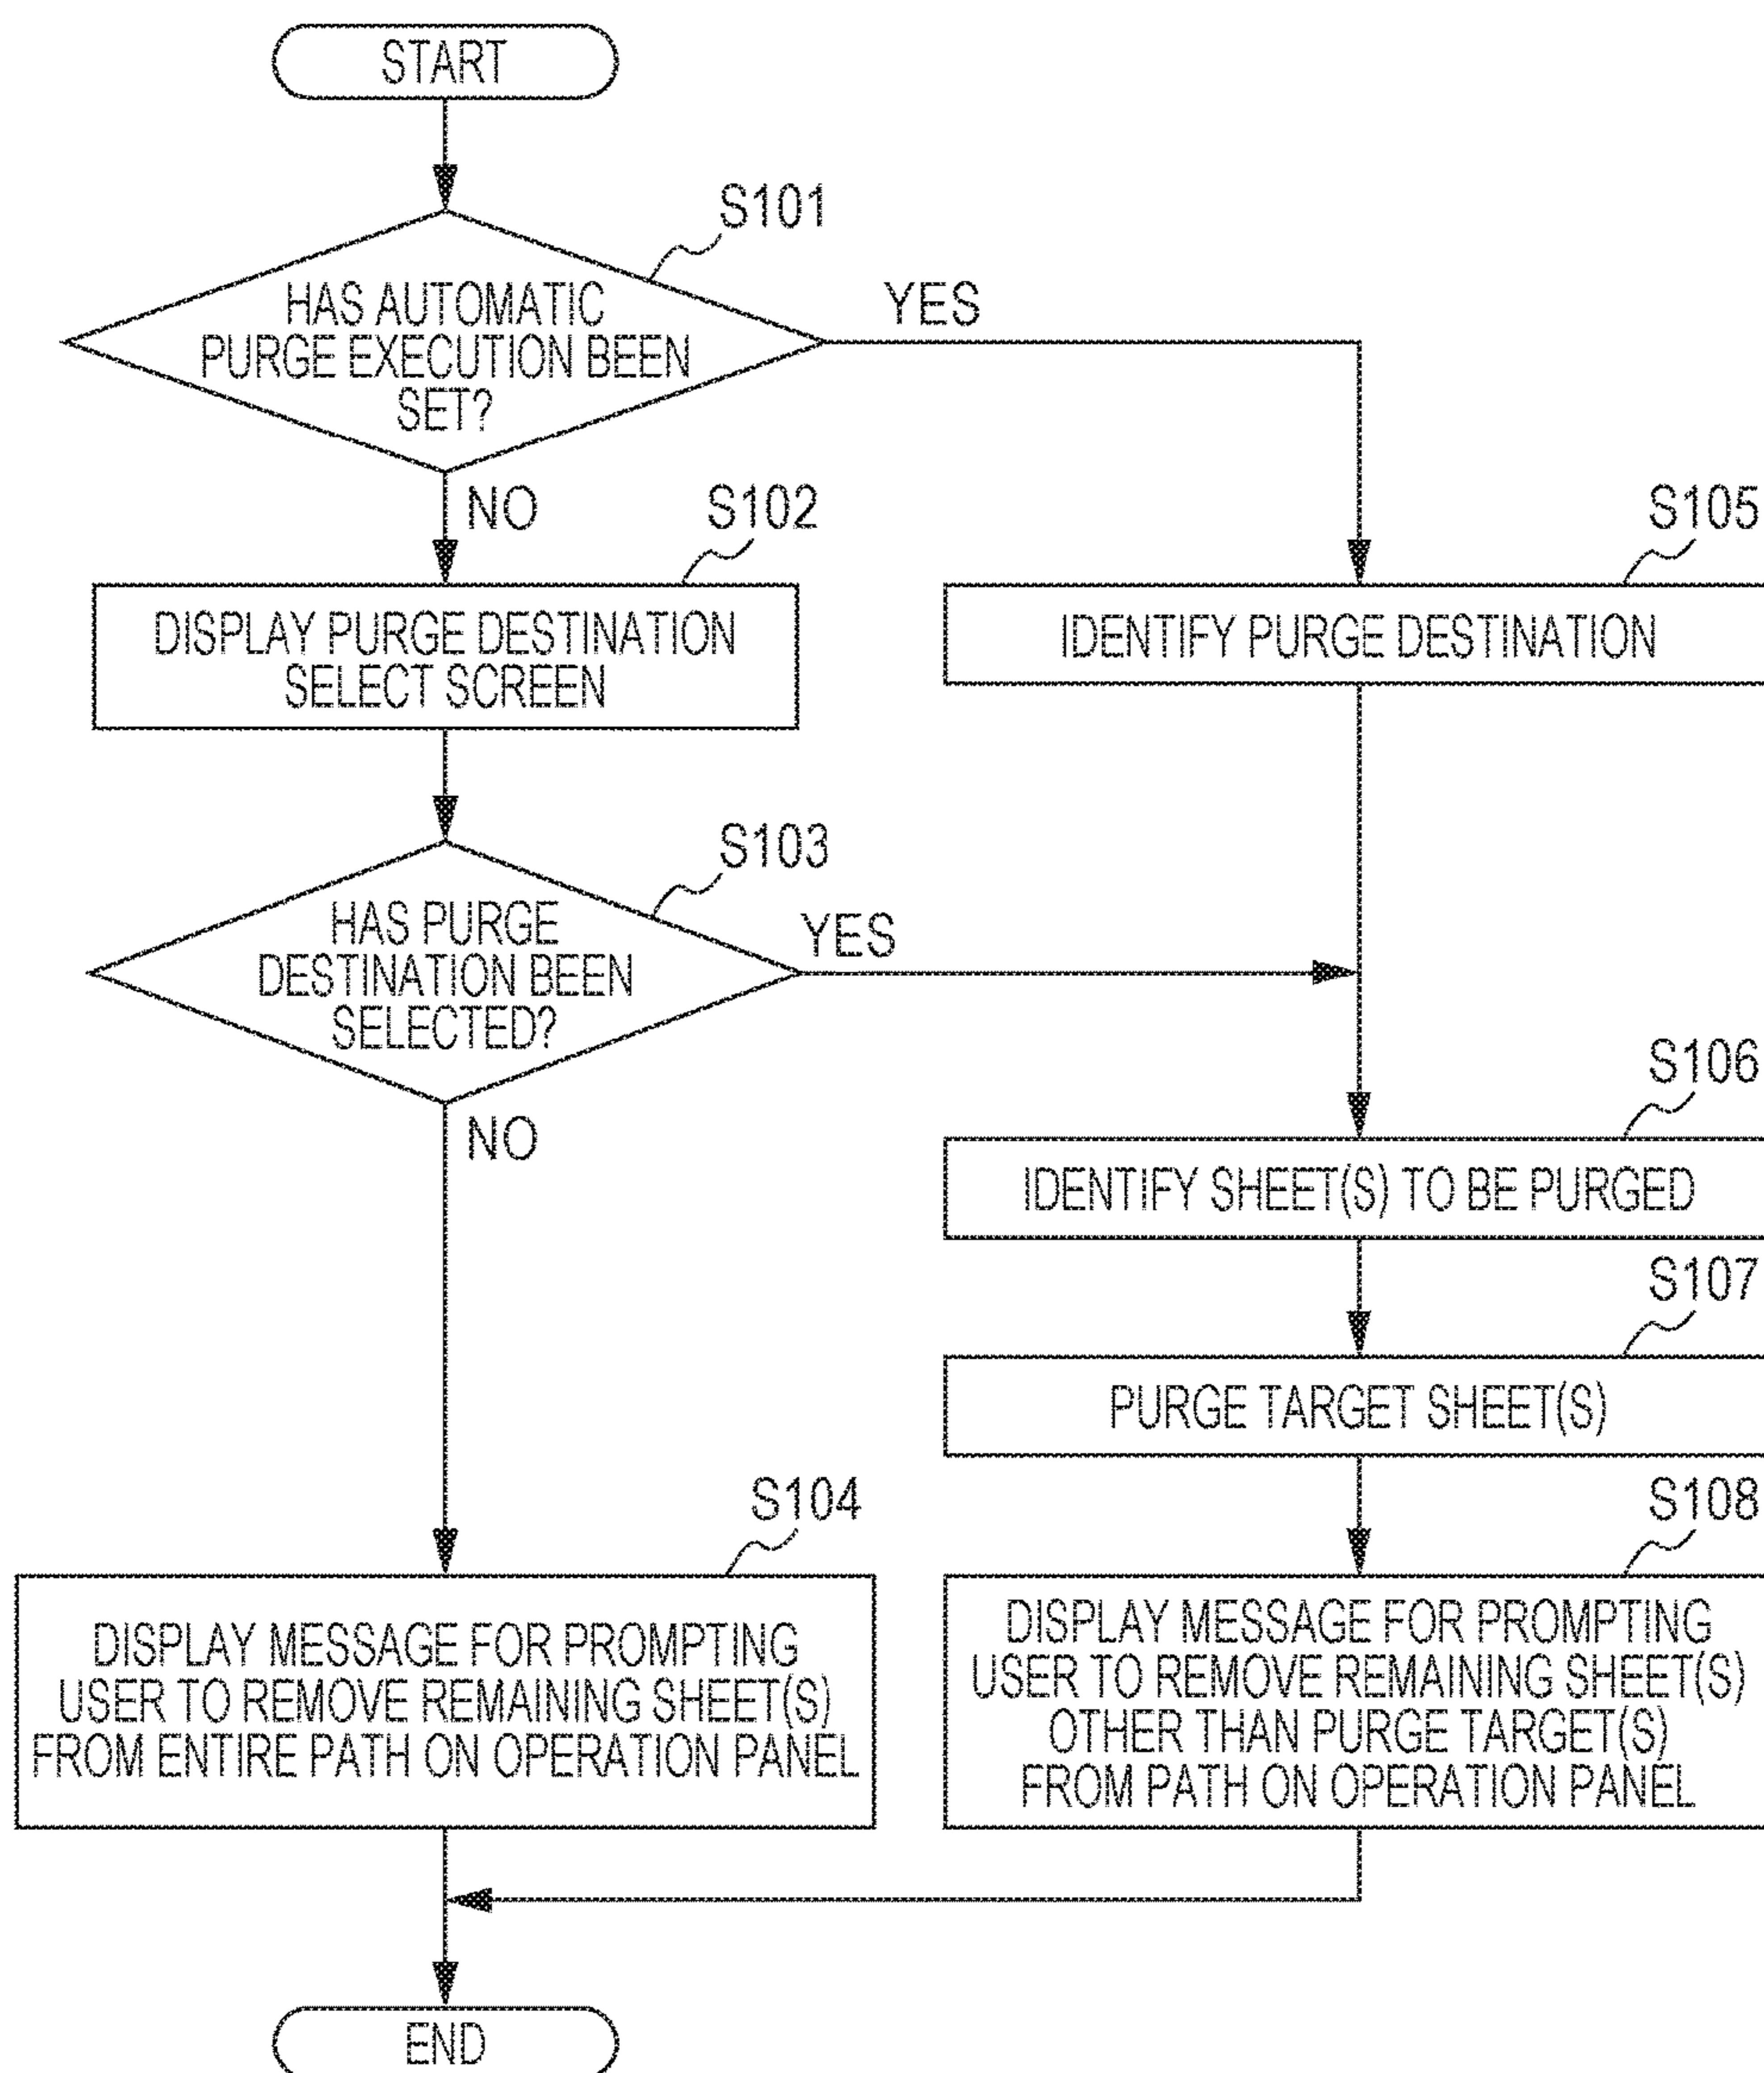 START
S101
HAS AUTOMATIC
PURGE EXECUTION BEEN
SET?
YES
NO
S102
DISPLAY PURGE DESTINATION
SELECT SCREEN
S105
IDENTIFY PURGE DESTINATION
S103
HAS PURGE
DESTINATION BEEN
SELECTED?
YES
NO
S106
IDENTIFY SHEET(S) TO BE PURGED
S107
PURGE TARGET SHEET(S)
S104
DISPLAY MESSAGE FOR PROMPTING
USER TO REMOVE REMAINING SHEET(S)
FROM ENTIRE PATH ON OPERATION PANEL
S108
DISPLAY MESSAGE FOR PROMPTING
USER TO REMOVE REMAINING SHEET(S)
OTHER THAN PURGE TARGET(S)
FROM PATH ON OPERATION PANEL
END